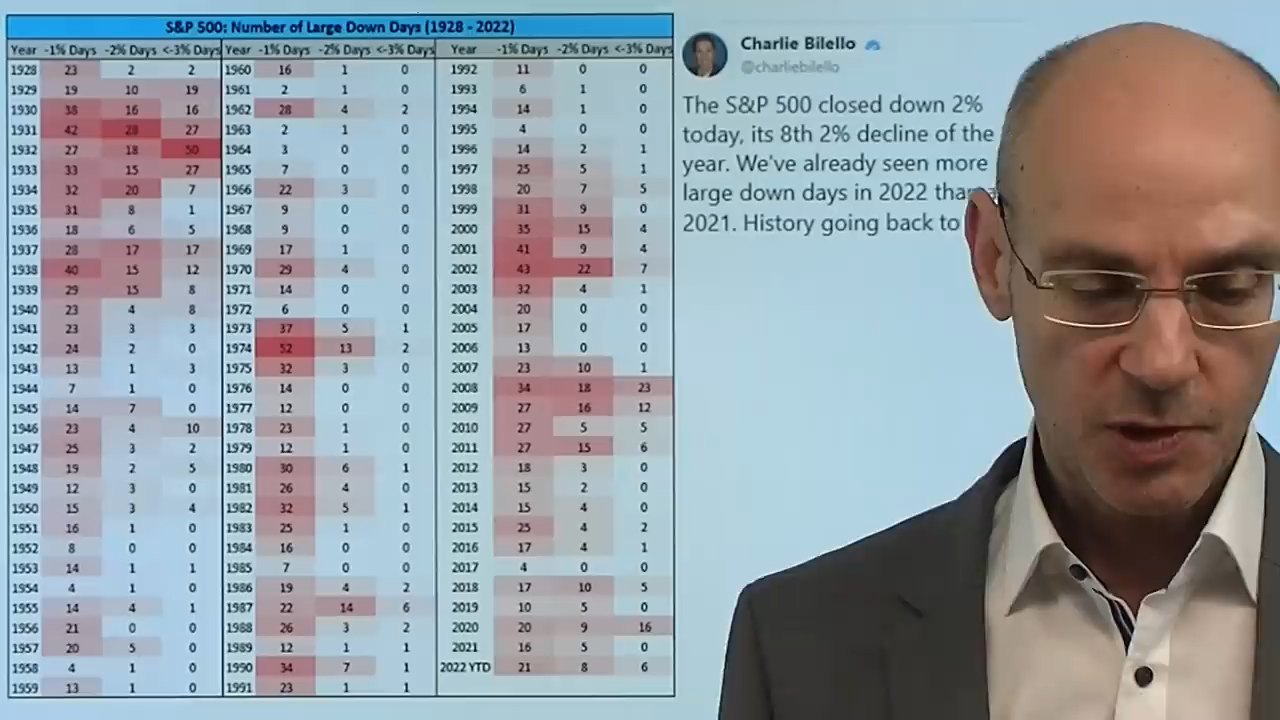 S&P 500: Number of Large Down Days (1928 - 2022)
Year -1% Days -2% Days <-3% Days Year -1% Days -2% Days <-3% Days Year -1% Days -2% Days <-3% Days
1928 23 2 2 1960 16 1 0 1992 11 0 0
1929 19 10 19 1961 2 1 0 1993 6 1 0
1930 38 16 16 1962 28 4 2 1994 14 1 0
1931 42 28 27 1963 2 1 0 1995 4 0 0
1932 27 18 50 1964 3 0 0 1996 14 2 1
1933 33 15 27 1965 7 0 0 1997 25 5 1
1934 32 20 7 1966 22 3 0 1998 20 7 5
1935 31 8 1 1967 9 0 0 1999 31 9 0
1936 18 6 5 1968 9 0 0 2000 35 15 4
1937 28 17 17 1969 17 1 0 2001 41 9 4
1938 40 15 12 1970 29 4 0 2002 43 22 7
1939 29 15 8 1971 14 0 0 2003 32 4 1
1940 23 4 8 1972 6 0 0 2004 20 0 0
1941 23 3 3 1973 37 5 1 2005 17 0 0
1942 24 2 0 1974 52 13 2 2006 13 0 0
1943 13 1 3 1975 32 3 0 2007 23 10 1
1944 7 1 0 1976 14 0 0 2008 34 18 23
1945 14 7 0 1977 12 0 0 2009 27 16 12
1946 23 4 10 1978 23 1 0 2010 27 5 5
1947 25 3 2 1979 12 1 0 2011 27 15 6
1948 19 2 5 1980 30 6 1 2012 18 3 0
1949 12 3 0 1981 26 4 0 2013 15 2 0
1950 15 3 4 1982 32 5 1 2014 15 4 0
1951 16 1 0 1983 25 1 0 2015 25 4 2
1952 8 0 0 1984 16 0 0 2016 17 4 1
1953 14 1 1 1985 7 0 0 2017 4 0 0
1954 4 1 0 1986 19 4 2 2018 17 10 5
1955 14 4 1 1987 22 14 6 2019 10 5 0
1956 21 0 0 1988 26 3 2 2020 20 9 16
1957 20 5 0 1989 12 1 1 2021 16 5 0
1958 4 1 0 1990 34 7 1 2022 YTD 21 8 6
1959 13 1 0 1991 23 1 1
Charlie Bilello
@charliebilello
The S&P 500 closed down 2%
today, its 8th 2% decline of the
year. We've already seen more
large down days in 2022
2021. History going back to